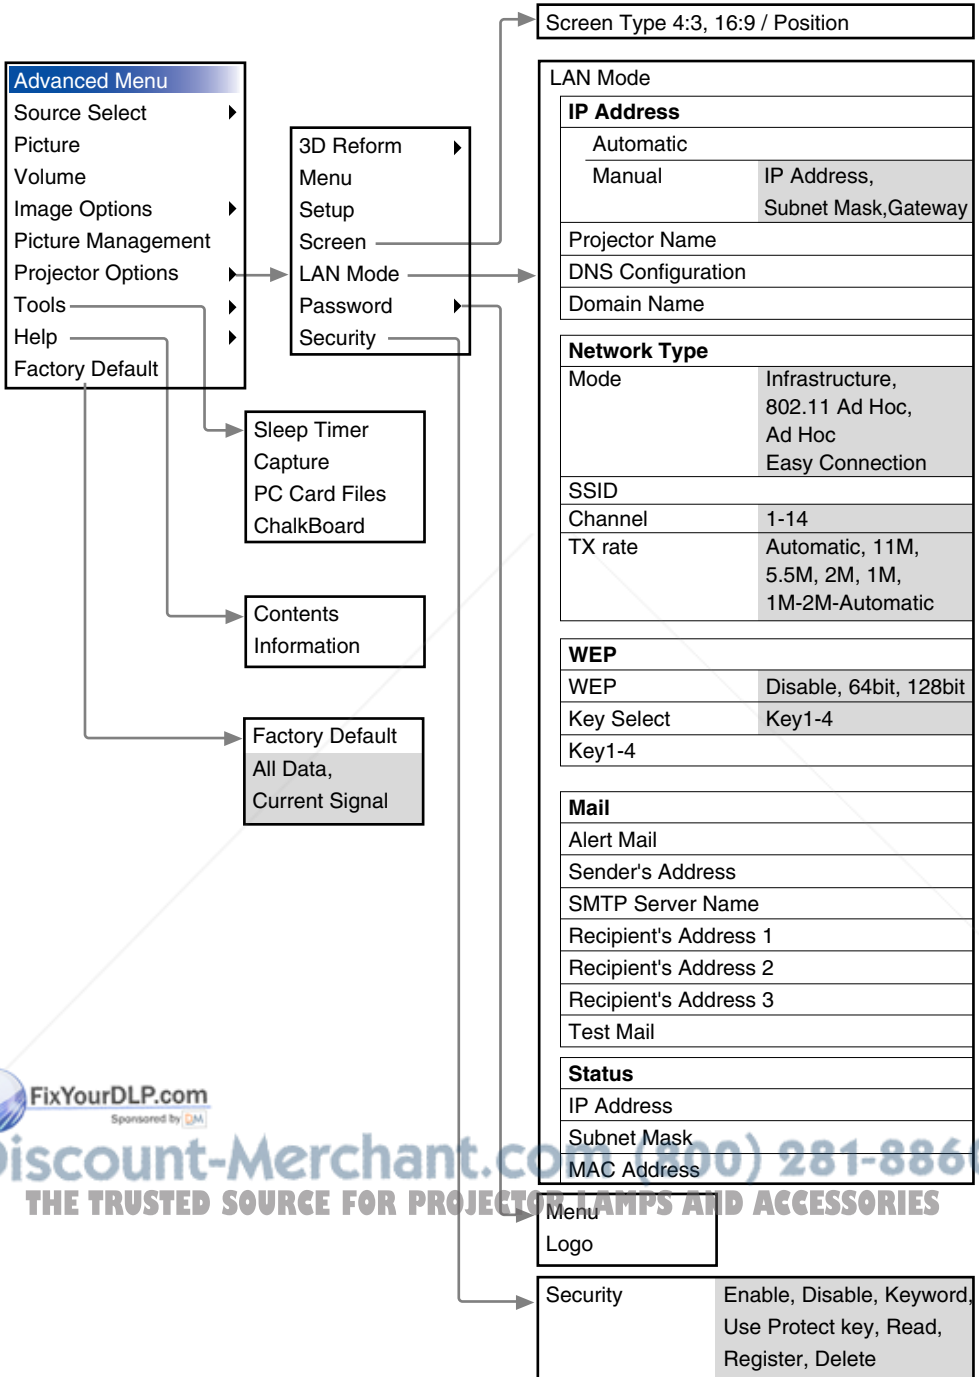 Screen Type 4:3, 16:9 / Position
Advanced Menu
Source Select
Picture
Volume
Image Options
Picture Management
Projector Options
Tools
Help
Factory Default
3D Reform
Menu
Setup
Screen
LAN Mode
Password
Security
Sleep Timer
Capture
PC Card Files
ChalkBoard
Contents
Information
Factory Default
All Data,
Current Signal
LAN Mode
IP Address
Automatic
Manual IP Address,
Subnet Mask,Gateway
Projector Name
DNS Configuration
Domain Name
Network Type
Mode Infrastructure,
802.11 Ad Hoc,
Ad Hoc
Easy Connection
SSID
Channel 1-14
TX rate Automatic, 11M,
5.5M, 2M, 1M,
1M-2M-Automatic
WEP
WEP Disable, 64bit, 128bit
Key Select Key1-4
Key1-4
Mail
Alert Mail
Sender's Address
SMTP Server Name
Recipient's Address 1
Recipient's Address 2
Recipient's Address 3
Test Mail
Status
IP Address
Subnet Mask
MAC Address
Menu
Logo
Security Enable, Disable, Keyword,
Use Protect key, Read,
Register, Delete
FixYourDLP.com
Sponsored by DM
Discount-Merchant.com (800) 281-8860
THE TRUSTED SOURCE FOR PROJECTOR LAMPS AND ACCESSORIES